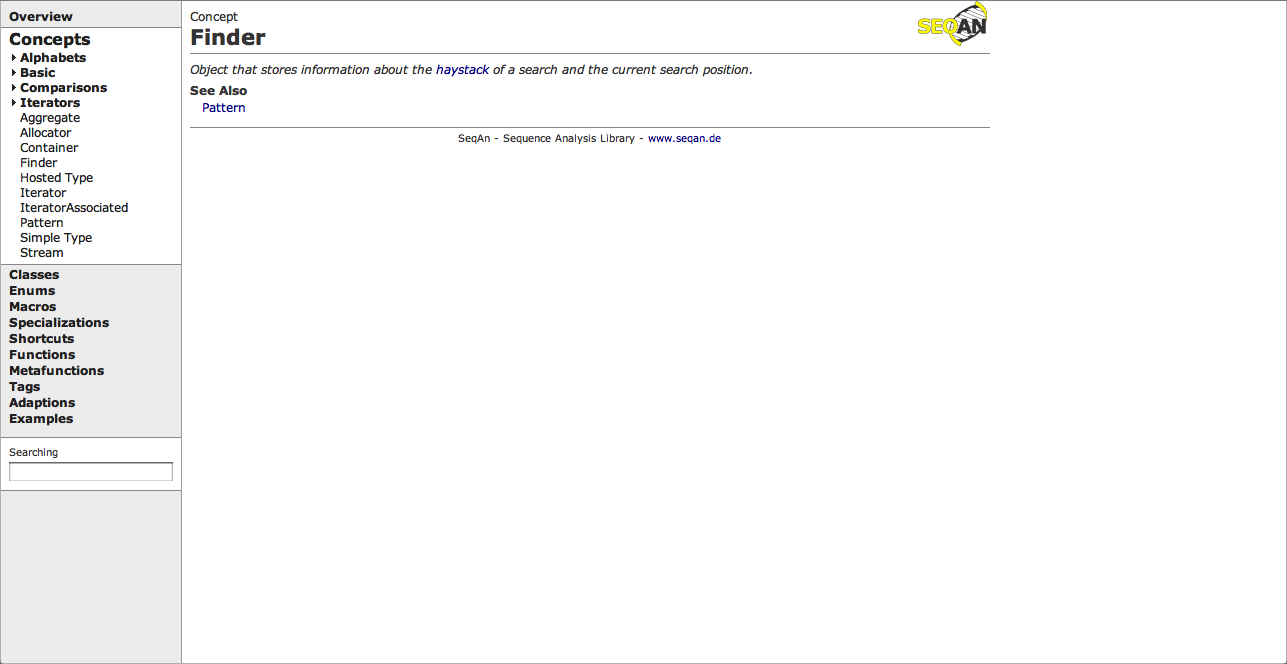 Overview
Concepts
Alphabets
Basic
Comparisons
Iterators
Aggregate
Allocator
Container
Finder
Hosted Type
Iterator
IteratorAssociated
Pattern
Simple Type
Stream
Classes
Enums
Macros
Specializations
Shortcuts
Functions
Metafunctions
Tags
Adaptions
Examples
Searching
Concept
Finder
SEQAN
Object that stores information about the haystack of a search and the current search position.
See Also
Pattern
SeqAn - Sequence Analysis Library - www.seqan.de